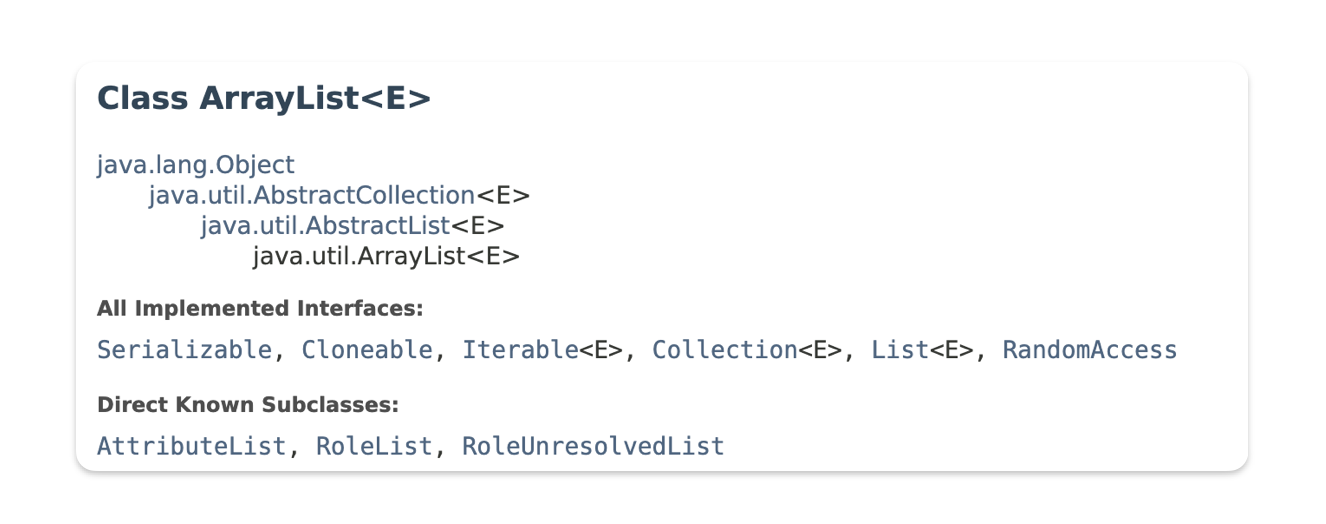 Class ArrayList<E>
java.lang.Object
java.util.AbstractCollection<E>
java.util.AbstractList<E>
java.util.ArrayList<E>
All Implemented Interfaces:
Serializable, Cloneable, Iterable<E>, Collection<E>, List<E>, RandomAccess
Direct Known Subclasses:
AttributeList, RoleList, RoleUnresolvedList